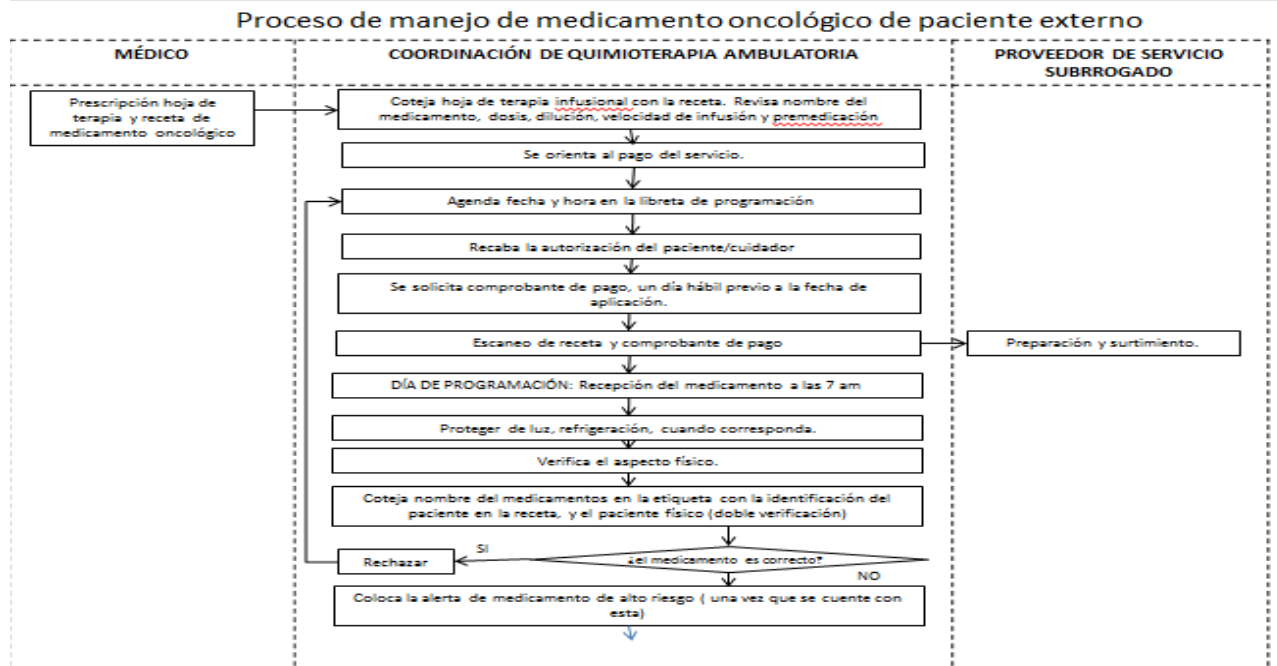 Proceso de manejo de medicamento oncológico de paciente externo
MÉDICO
COORDINACIÓN DE QUIMIOTERAPIA AMBULATORIA
PROVEEDOR DE SERVICIO
SUBRROGADO
Prescripción hoja de
terapia y receta de
medicamento oncológico
Coteja hoja de terapia infusional con la receta. Revisa nombre del
medicamento, dosis, dilución, velocidad de infusión y premedicación
Se orienta al pago del servicio.
Agenda fecha y hora en la libreta de programación
Recaba la autorización del paciente/cuidador
Se solicita comprobante de pago, un día hábil previo a la fecha de
aplicación.
Escaneo de receta y comprobante de pago
Preparación y surtimiento.
DÍA DE PROGRAMACIÓN: Recepción del medicamento a las 7 am
Proteger de luz, refrigeración, cuando corresponda.
Verifica el aspecto físico.
Coteja nombre del medicamentos en la etiqueta con la identificación del
paciente en la receta, y el paciente físico (doble verificación)
Rechazar
SI
¿el medicamento es correcto?
NO
Coloca la alerta de medicamento de alto riesgo ( una vez que se cuente con
esta)